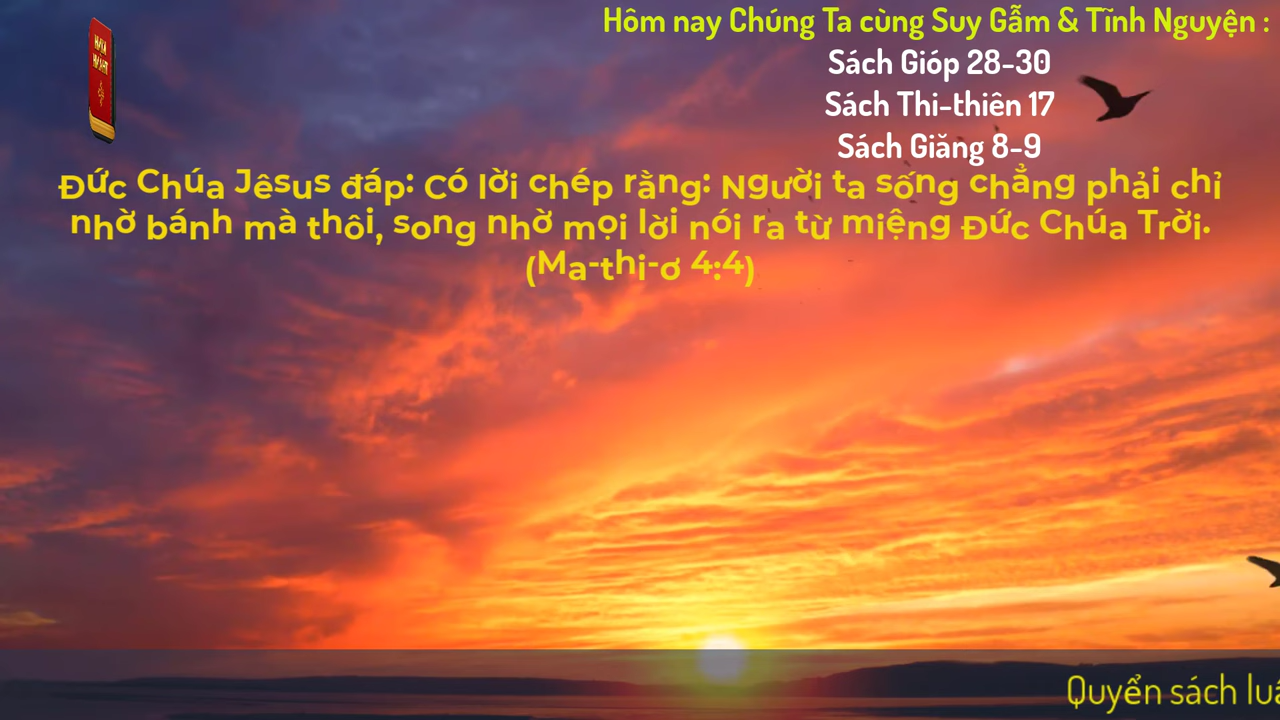 Hôm nay Chúng Ta cùng Suy Gẫm & Tĩnh Nguyện :
Sách Gióp 28-30
Sách Thi-thiên 17
Sách Giăng 8-9
KINH
THÁNH
Đức Chúa Jêsus đáp: Có lời chép rằng: Người ta sống chẳng phải chỉ
nhờ bánh mà thôi, song nhờ mọi lời nói ra từ miệng Đức Chúa Trời.
(Ma-thi-ơ 4:4)
Quyển sách